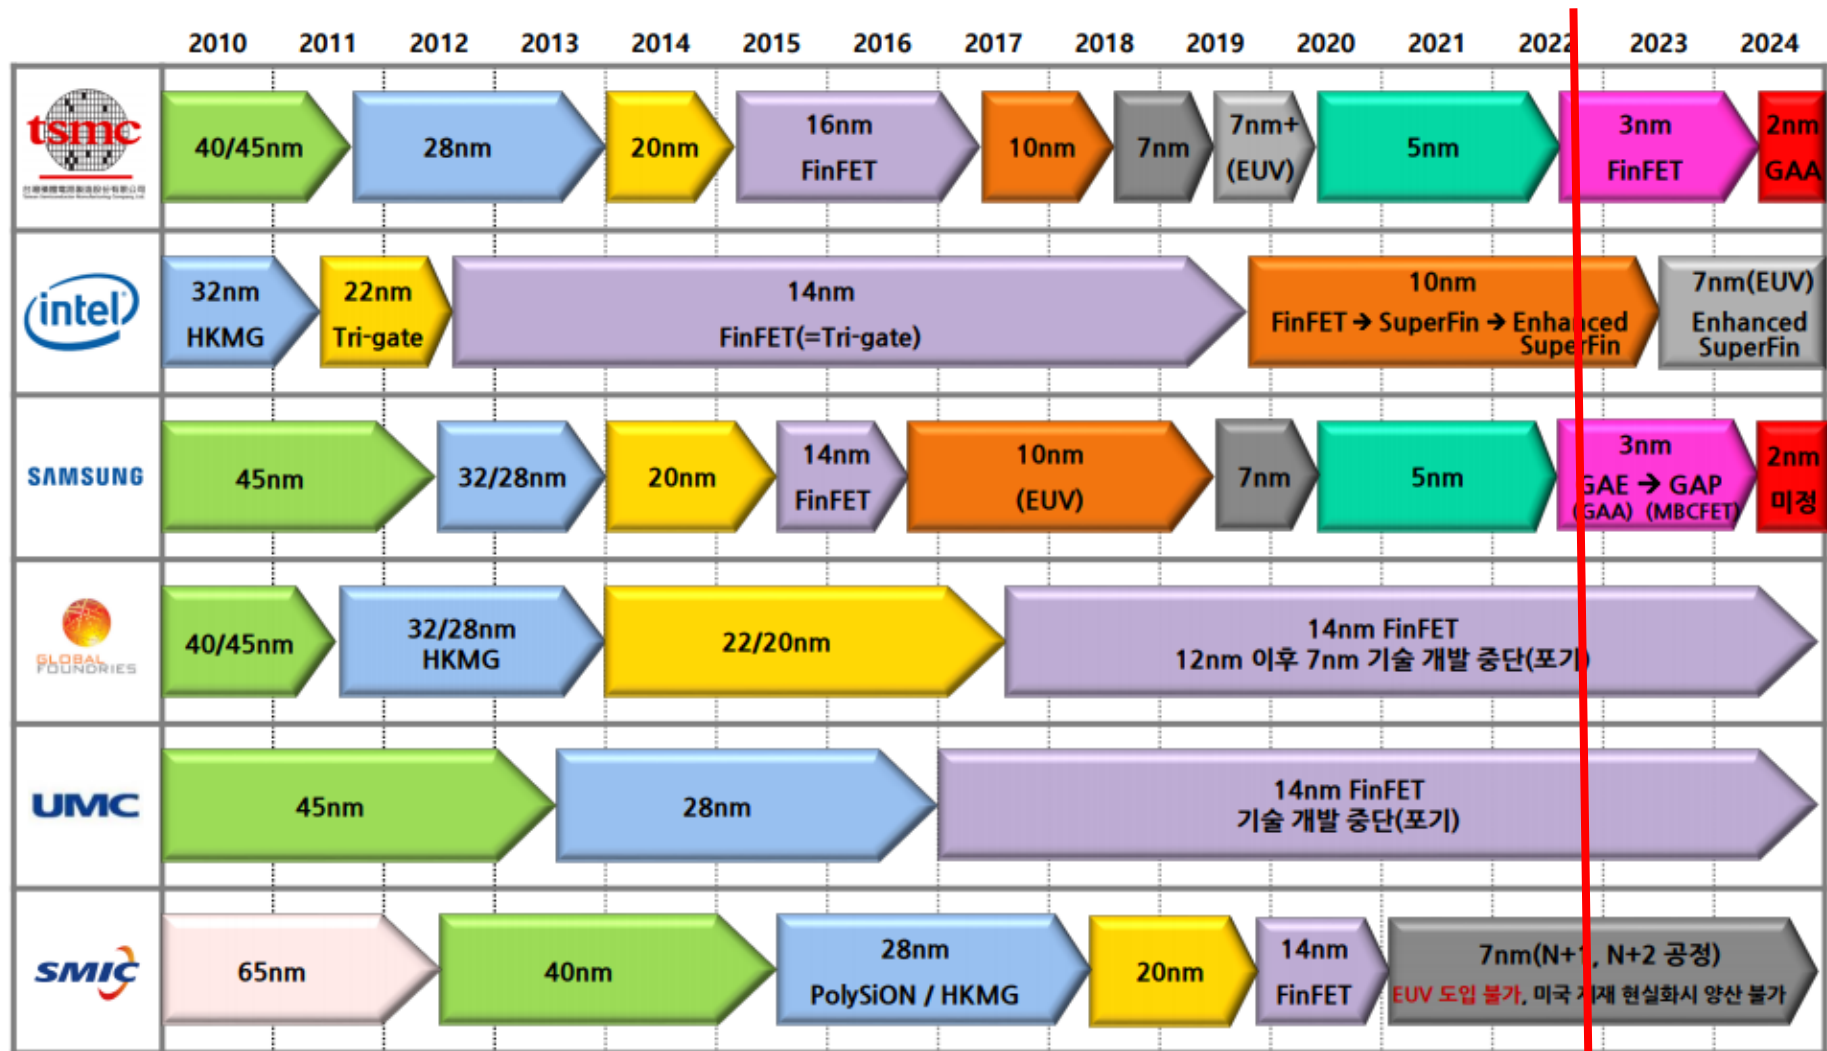 2010 2011 2012 2013 2014 2015 2016 2017 2018 2019 2020 2021 2022 2023 2024
tsmc
40/45nm
28nm
20nm
16nm
FinFET
10nm
7nm
7nm+
(EUV)
5nm
3nm
FinFET
2nm
GAA
intel
32nm
HKMG
22nm
Tri-gate
14nm
FinFET(=Tri-gate)
10nm
FinFET → SuperFin → Enhanced
SuperFin
7nm(EUV)
Enhanced
SuperFin
SAMSUNG
45nm
32/28nm
20nm
14nm
FinFET
10nm
(EUV)
7nm
5nm
3nm
GAE → GAP
(GAA) (MBCFET)
2nm
미정
GLOBAL
FOUNDRIES
40/45nm
32/28nm
HKMG
22/20nm
14nm FinFET
12nm 이후 7nm 기술 개발 중단(포기)
UMC
45nm
28nm
14nm FinFET
기술 개발 중단(포기)
SMIC
65nm
40nm
28nm
PolySiON / HKMG
20nm
14nm
FinFET
7nm(N+1, N+2 공정)
EUV 도입 불가, 미국 제재 현실화시 양산 불가